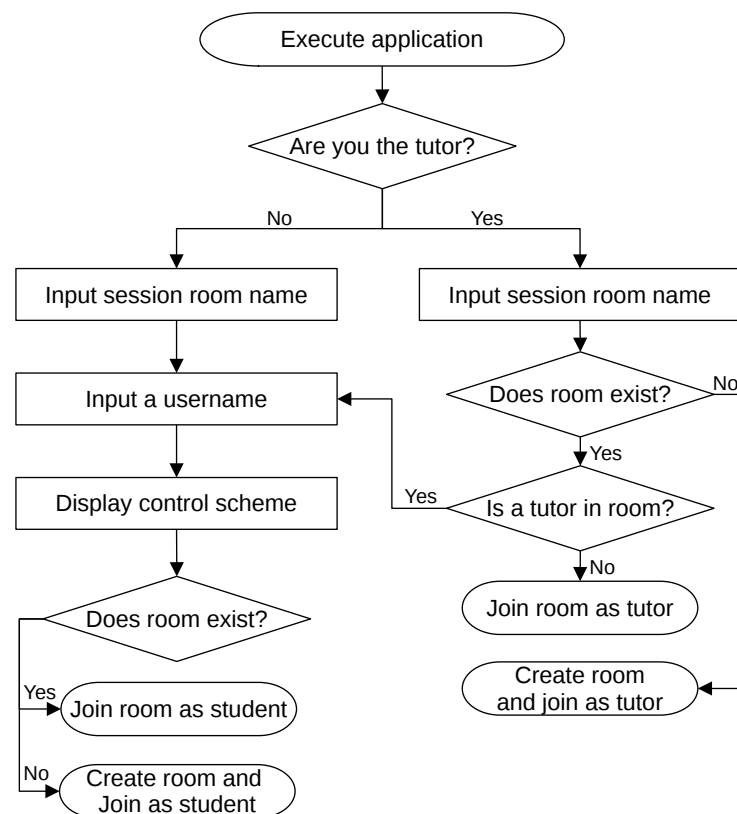 Execute application
Are you the tutor?
No
Yes
Input session room name
Input session room name
Does room exist?
No
Input a username
Yes
Yes
Is a tutor in room?
Display control scheme
No
Join room as tutor
Does room exist?
Create room
and join as tutor
Yes
Join room as student
No
Create room and
Join as student